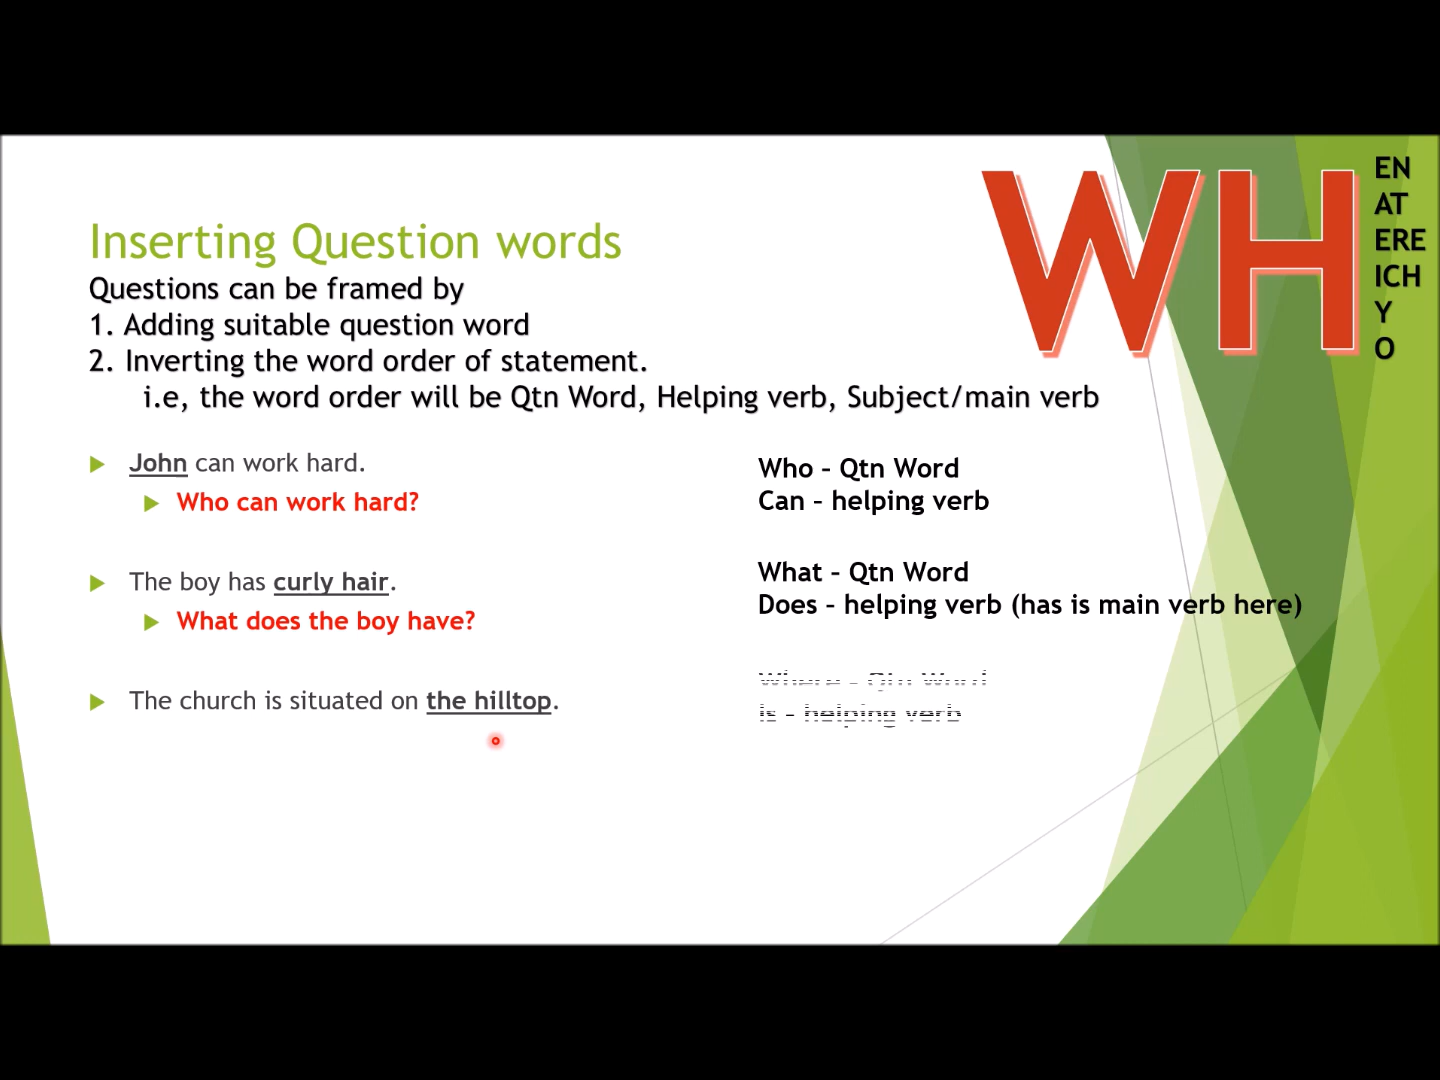 WH
EN
AT
ERE
ICH
Y
O
Inserting Question words
Questions can be framed by
1. Adding suitable question word
2. Inverting the word order of statement.
i.e, the word order will be Qtn Word, Helping verb, Subject/main verb
John can work hard.
Who can work hard?
The boy has curly hair.
What does the boy have?
The church is situated on the hilltop.
Who – Qtn Word
Can – helping verb
What – Qtn Word
Does – helping verb (has is main verb here)
Where – Qtn Word
Is – helping verb